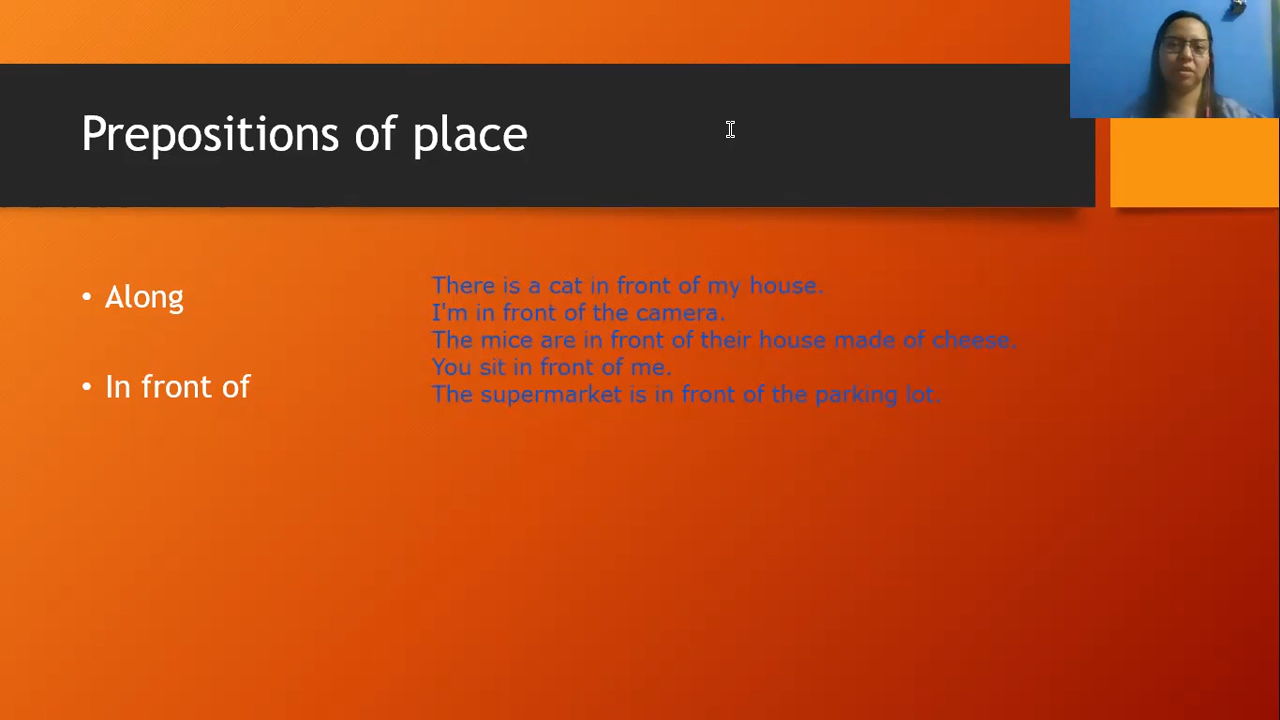 Prepositions of place
• Along
• In front of
There is a cat in front of my house.
I'm in front of the camera.
The mice are in front of their house made of cheese.
You sit in front of me.
The supermarket is in front of the parking lot.